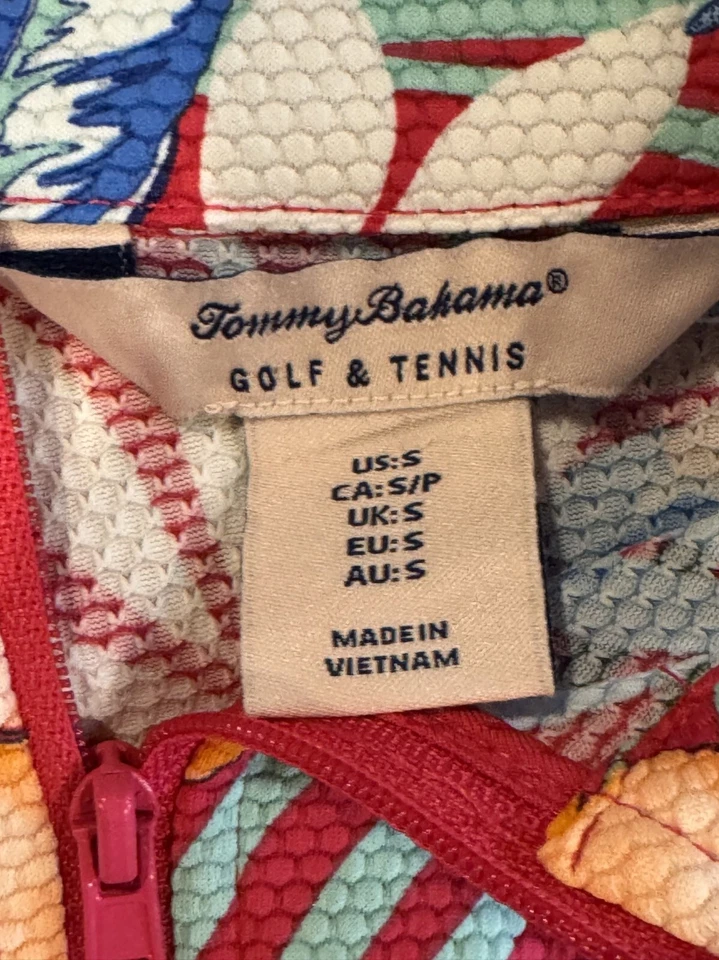 Tommy Bahama®
GOLF & TENNIS
US:S
CA:S/P
UK:S
EU:S
AU:S
MADE IN
VIETNAM